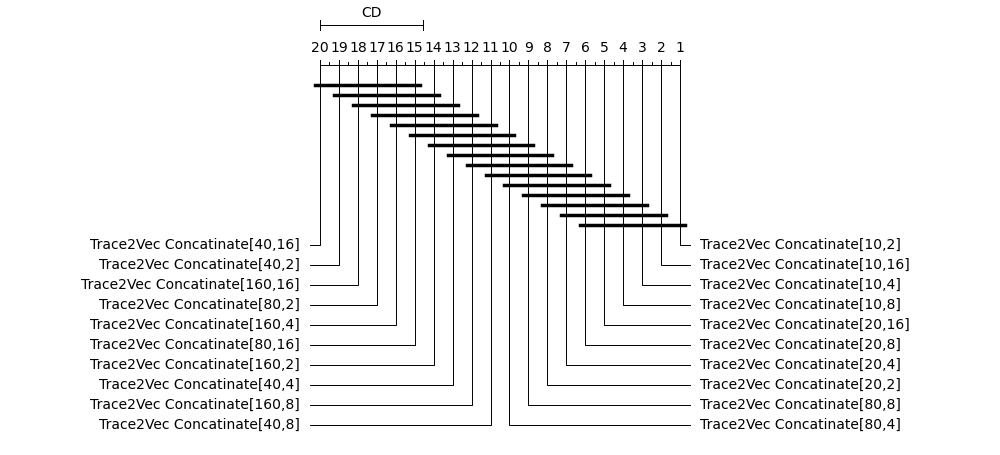 CD
20 19 18 17 16 15 14 13 12 11 10 9 8 7 6 5 4 3 2 1
Trace2Vec Concatinate[40,16] Trace2Vec Concatinate[10,2]
Trace2Vec Concatinate[40,2] Trace2Vec Concatinate[10,16]
Trace2Vec Concatinate[160,16] Trace2Vec Concatinate[10,4]
Trace2Vec Concatinate[80,2] Trace2Vec Concatinate[10,8]
Trace2Vec Concatinate[160,4] Trace2Vec Concatinate[20,16]
Trace2Vec Concatinate[80,16] Trace2Vec Concatinate[20,8]
Trace2Vec Concatinate[160,2] Trace2Vec Concatinate[20,4]
Trace2Vec Concatinate[40,4] Trace2Vec Concatinate[20,2]
Trace2Vec Concatinate[160,8] Trace2Vec Concatinate[80,8]
Trace2Vec Concatinate[40,8] Trace2Vec Concatinate[80,4]